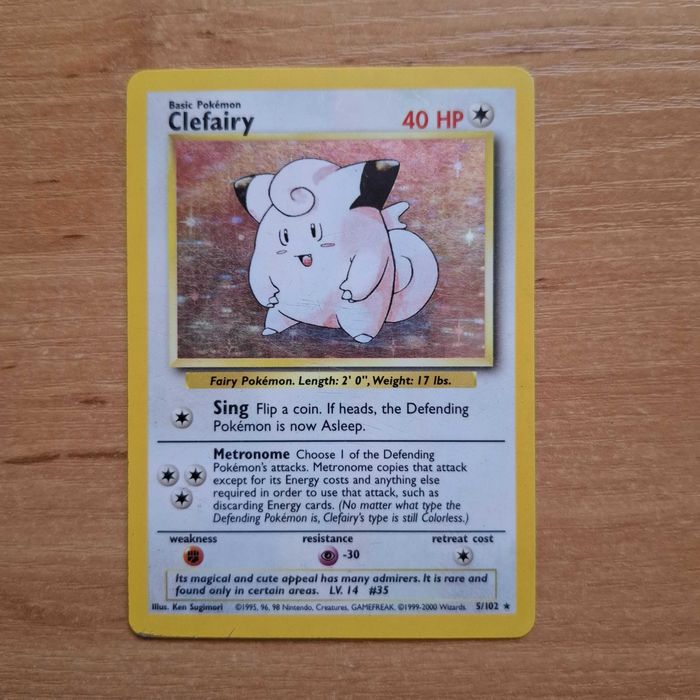 Basic Pokémon
Clefairy 40 HP
Fairy Pokémon. Length: 2' 0", Weight: 17 lbs.
Sing Flip a coin. If heads, the Defending
Pokémon is now Asleep.
Metronome Choose 1 of the Defending
Pokémon's attacks. Metronome copies that attack
except for its Energy costs and anything else
required in order to use that attack, such as
discarding Energy cards. (No matter what type the
Defending Pokémon is, Clefairy's type is still Colorless.)
weakness resistance retreat cost
-30
Its magical and cute appeal has many admirers. It is rare and
found only in certain areas. LV. 14 #35
Illus. Ken Sugimori ©1995, 96, 98 Nintendo, Creatures, GAMEFREAK. ©1999-2000 Wizards. 5/102 ★